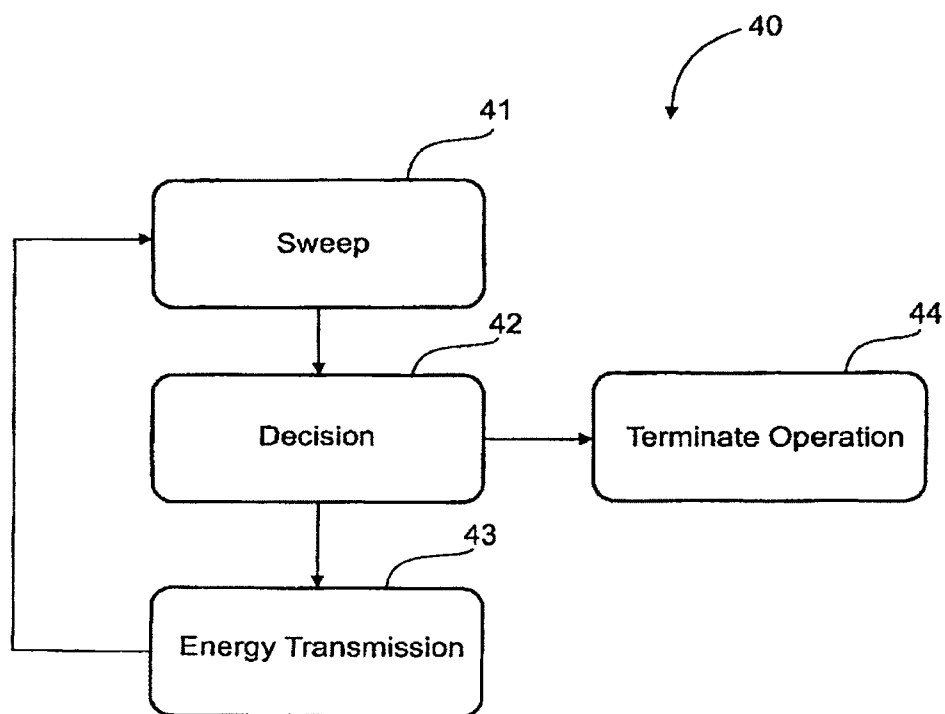 40
41
Sweep
42
Decision
44
Terminate Operation
43
Energy Transmission